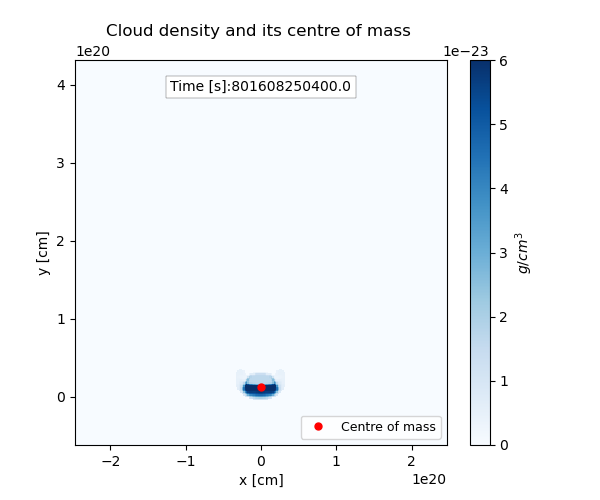 Cloud density and its centre of mass
1e20
1e−23
Time [s]:801608250400.0
4
3
2
1
0
y [cm]
−2
−1
0
1
2
x [cm]
1e20
Centre of mass
6
5
4
3
2
1
0
g/cm³